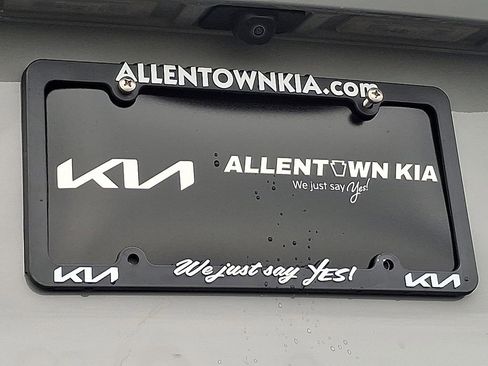 ALLENTOWNKIA.com
KIA
ALLENTOWN KIA
We just say Yes!
We just say YES!
KIA
KIA